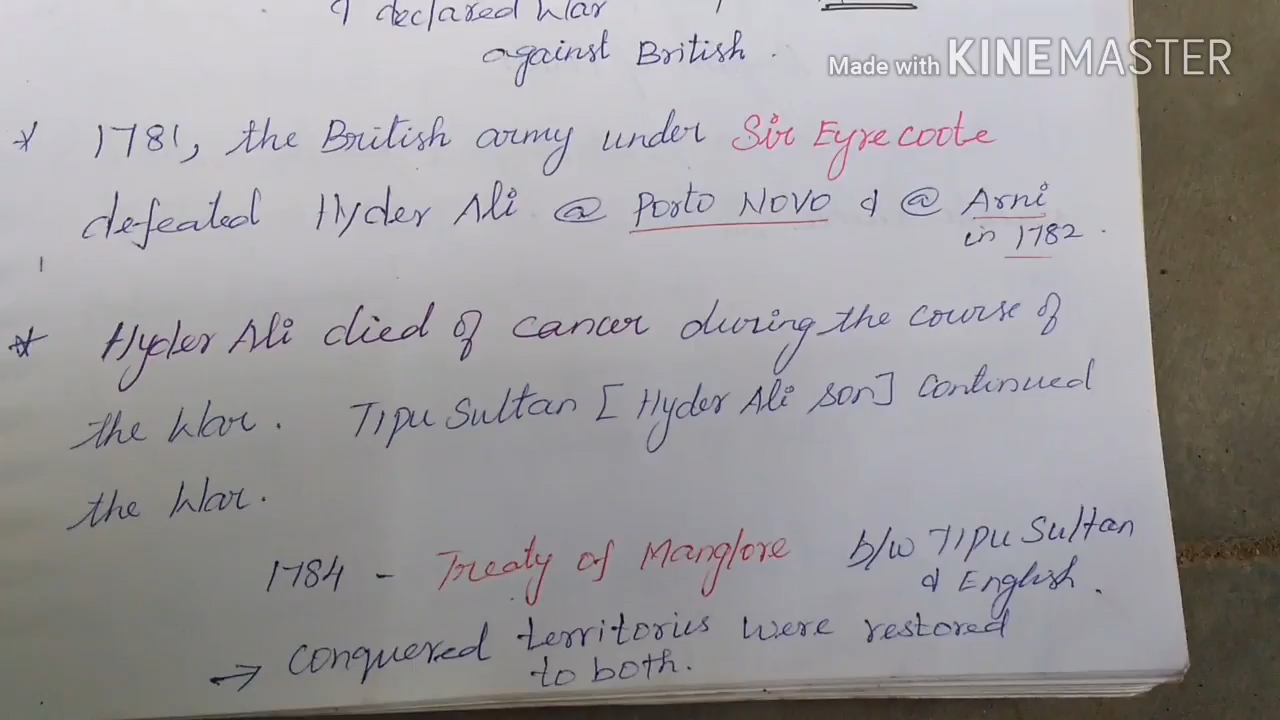 & declared War
against British.
Made with KINEMASTER
* 1781, the British army under Sir Eyre coote
defeated Hyder Ali @ Porto Novo & @ Arni
in 1782.
* Hyder Ali died of cancer during the course of
the War. Tipu Sultan [Hyder Ali son] continued
the War.
1784 - Treaty of Manglore b/w Tipu Sultan
& English.
→ conquered territories were restored
to both.